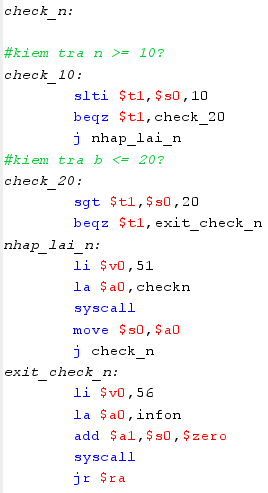 check_n:
#kiem tra n >= 10?
check_10:
slti $t1,$s0,10
beqz $t1,check_20
j nhap_lai_n
#kiem tra b <= 20?
check_20:
sgt $t1,$s0,20
beqz $t1,exit_check_n
nhap_lai_n:
li $v0,51
la $a0,checkn
syscall
move $s0,$a0
j check_n
exit_check_n:
li $v0,56
la $a0,infon
add $a1,$s0,$zero
syscall
jr $ra